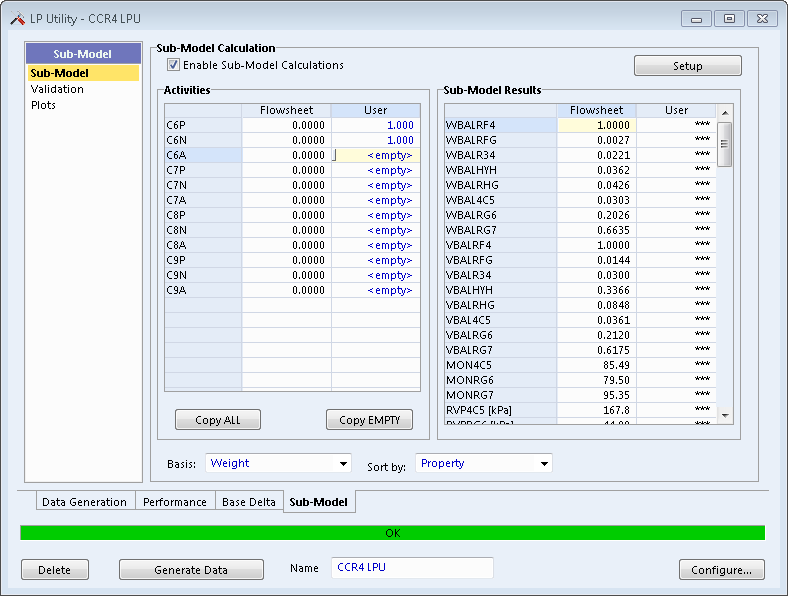 LP Utility - CCR4 LPU
Sub-Model
Sub-Model
Validation
Plots
Sub-Model Calculation
Enable Sub-Model Calculations
Setup
Activities
Flowsheet User
C6P 0.0000 1.000
C6N 0.0000 1.000
C6A 0.0000 <empty>
C7P 0.0000 <empty>
C7N 0.0000 <empty>
C7A 0.0000 <empty>
C8P 0.0000 <empty>
C8N 0.0000 <empty>
C8A 0.0000 <empty>
C9P 0.0000 <empty>
C9N 0.0000 <empty>
C9A 0.0000 <empty>
Copy ALL Copy EMPTY
Sub-Model Results
Flowsheet User
WBALRF4 1.0000 ***
WBALRFG 0.0027 ***
WBALR34 0.0221 ***
WBALHYH 0.0362 ***
WBALRHG 0.0426 ***
WBAL4C5 0.0303 ***
WBALRG6 0.2026 ***
WBALRG7 0.6635 ***
VBALRF4 1.0000 ***
VBALRFG 0.0144 ***
VBALR34 0.0300 ***
VBALHYH 0.3366 ***
VBALRHG 0.0848 ***
VBAL4C5 0.0361 ***
VBALRG6 0.2120 ***
VBALRG7 0.6175 ***
MON4C5 85.49 ***
MONRG6 79.50 ***
MONRG7 95.35 ***
RVP4C5 [kPa] 167.8 ***
Basis: Weight Sort by: Property
Data Generation Performance Base Delta Sub-Model
OK
Delete Generate Data Name CCR4 LPU Configure...